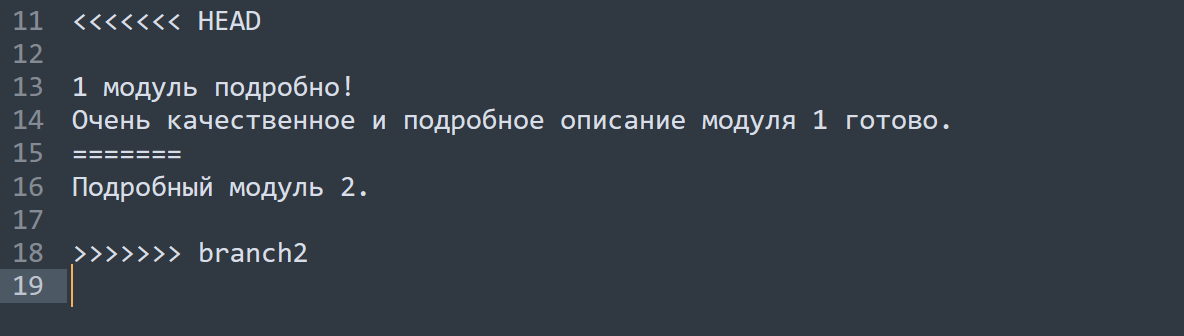 11 <<<<<<< HEAD
12
13 1 модуль подробно!
14 Очень качественное и подробное описание модуля 1 готово.
15 =======
16 Подробный модуль 2.
17
18 >>>>>>> branch2
19